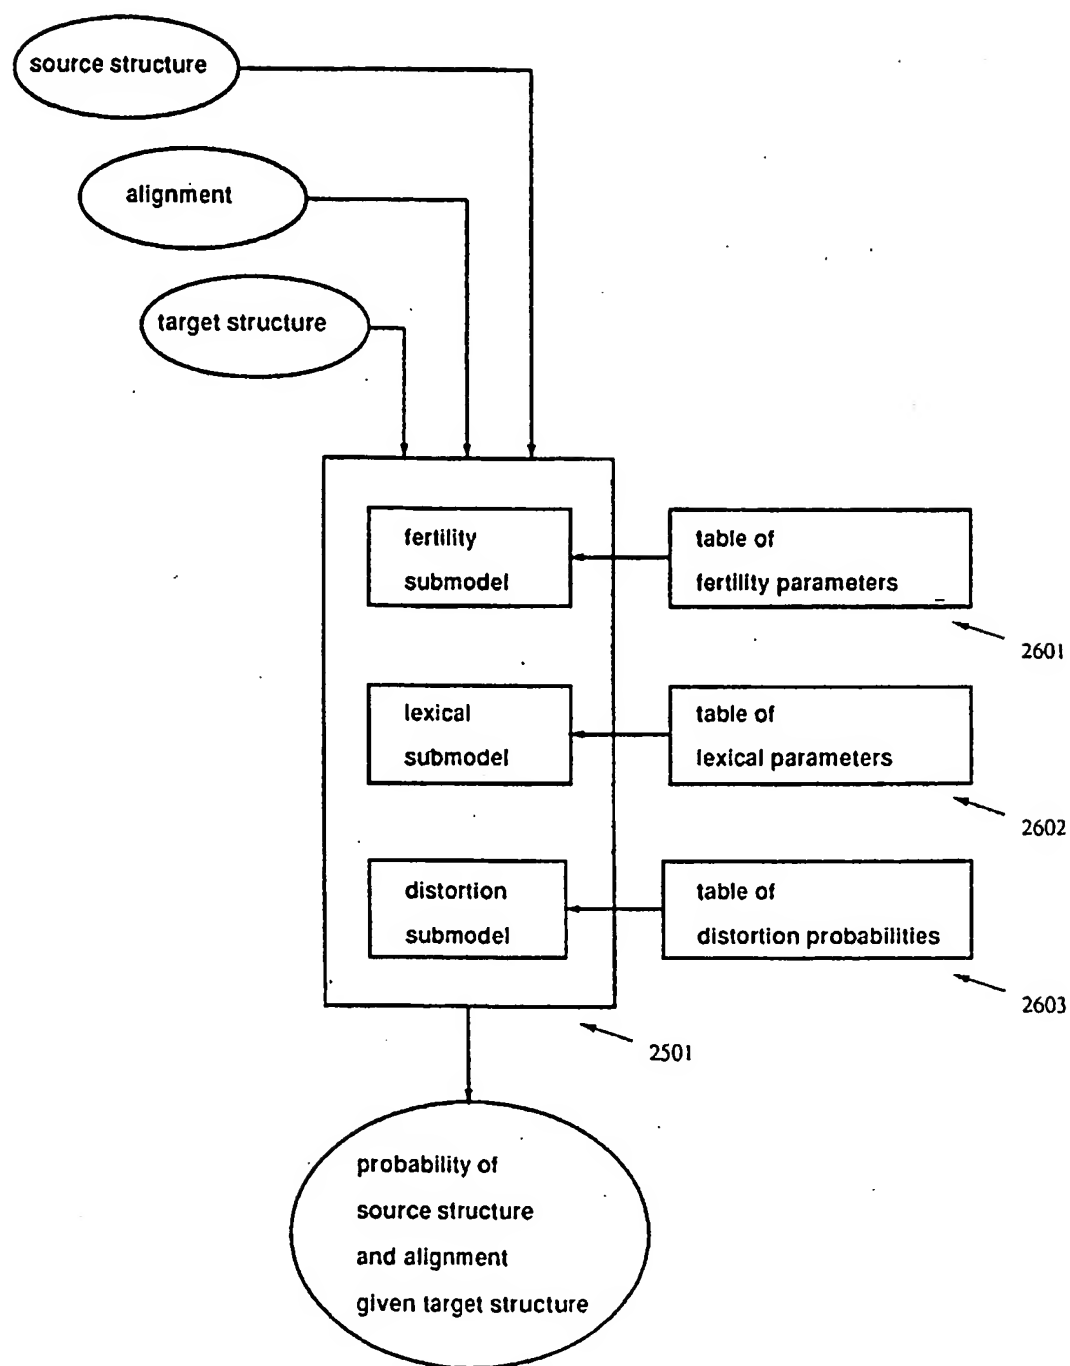 source structure
alignment
target structure
fertility
submodel
table of
fertility parameters
2601
lexical
submodel
table of
lexical parameters
2602
distortion
submodel
table of
distortion probabilities
2603
2501
probability of
source structure
and alignment
given target structure